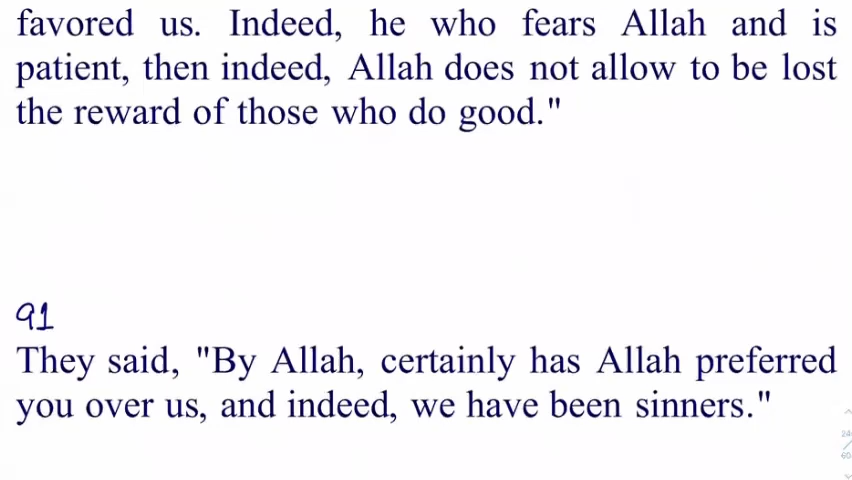 favored us. Indeed, he who fears Allah and is
patient, then indeed, Allah does not allow to be lost
the reward of those who do good."
91
They said, "By Allah, certainly has Allah preferred
you over us, and indeed, we have been sinners."
24
/
60